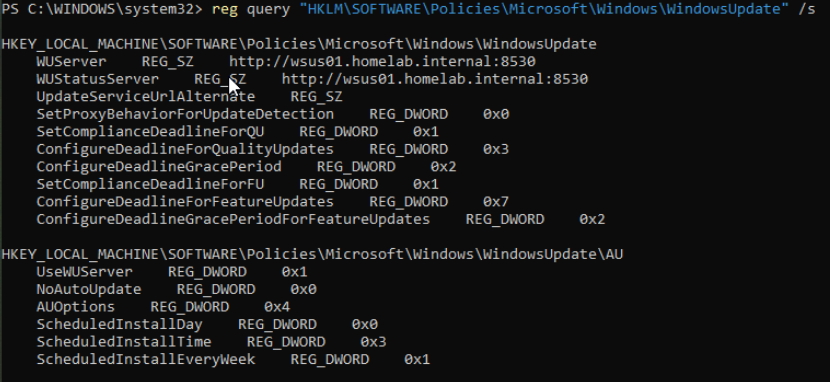 PS C:\WINDOWS\system32> reg query "HKLM\SOFTWARE\Policies\Microsoft\Windows\WindowsUpdate" /s
HKEY_LOCAL_MACHINE\SOFTWARE\Policies\Microsoft\Windows\WindowsUpdate
WUServer    REG_SZ    http://wsus01.homelab.internal:8530
WUStatusServer    REG_SZ    http://wsus01.homelab.internal:8530
UpdateServiceUrlAlternate    REG_SZ
SetProxyBehaviorForUpdateDetection    REG_DWORD    0x0
SetComplianceDeadlineForQU    REG_DWORD    0x1
ConfigureDeadlineForQualityUpdates    REG_DWORD    0x3
ConfigureDeadlineGracePeriod    REG_DWORD    0x2
SetComplianceDeadlineForFU    REG_DWORD    0x1
ConfigureDeadlineForFeatureUpdates    REG_DWORD    0x7
ConfigureDeadlineGracePeriodForFeatureUpdates    REG_DWORD    0x2
HKEY_LOCAL_MACHINE\SOFTWARE\Policies\Microsoft\Windows\WindowsUpdate\AU
UseWUServer    REG_DWORD    0x1
NoAutoUpdate    REG_DWORD    0x0
AUOptions    REG_DWORD    0x4
ScheduledInstallDay    REG_DWORD    0x0
ScheduledInstallTime    REG_DWORD    0x3
ScheduledInstallEveryWeek    REG_DWORD    0x1